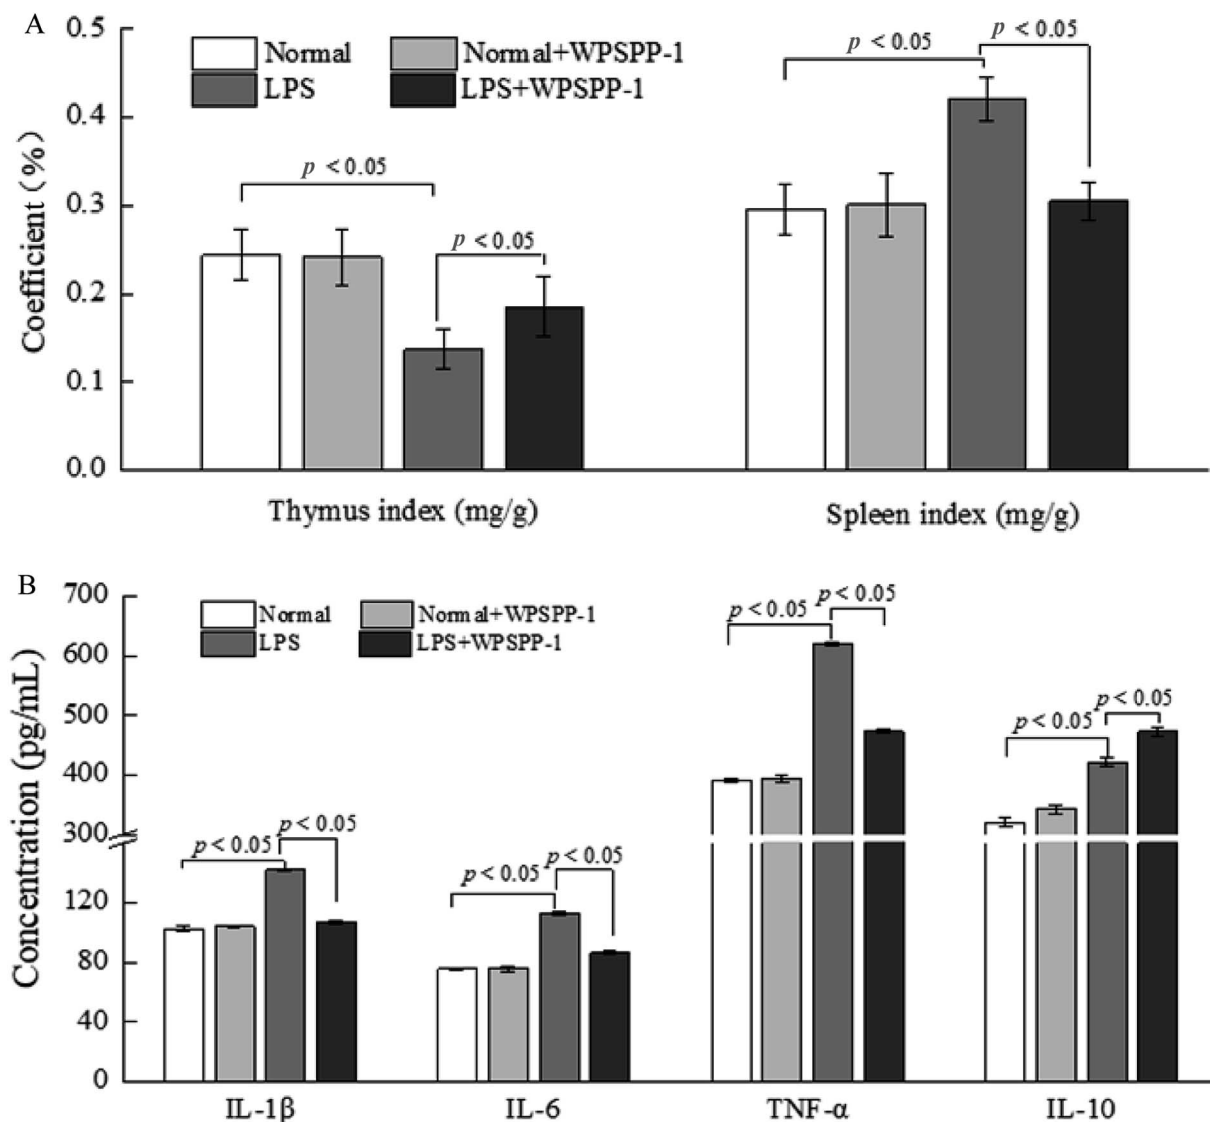 A
0.5
0.4
0.3
0.2
0.1
0.0
Coefficient (%)
Normal
Normal+WPSPP-1
LPS
LPS+WPSPP-1
p < 0.05
p < 0.05
p < 0.05
p < 0.05
Thymus index (mg/g)
Spleen index (mg/g)
B
700
600
500
400
300
120
80
40
0
Concentration (pg/mL)
Normal
Normal+WPSPP-1
LPS
LPS+WPSPP-1
p < 0.05
p < 0.05
p < 0.05
p < 0.05
p < 0.05
p < 0.05
p < 0.05
p < 0.05
IL-1β
IL-6
TNF-α
IL-10